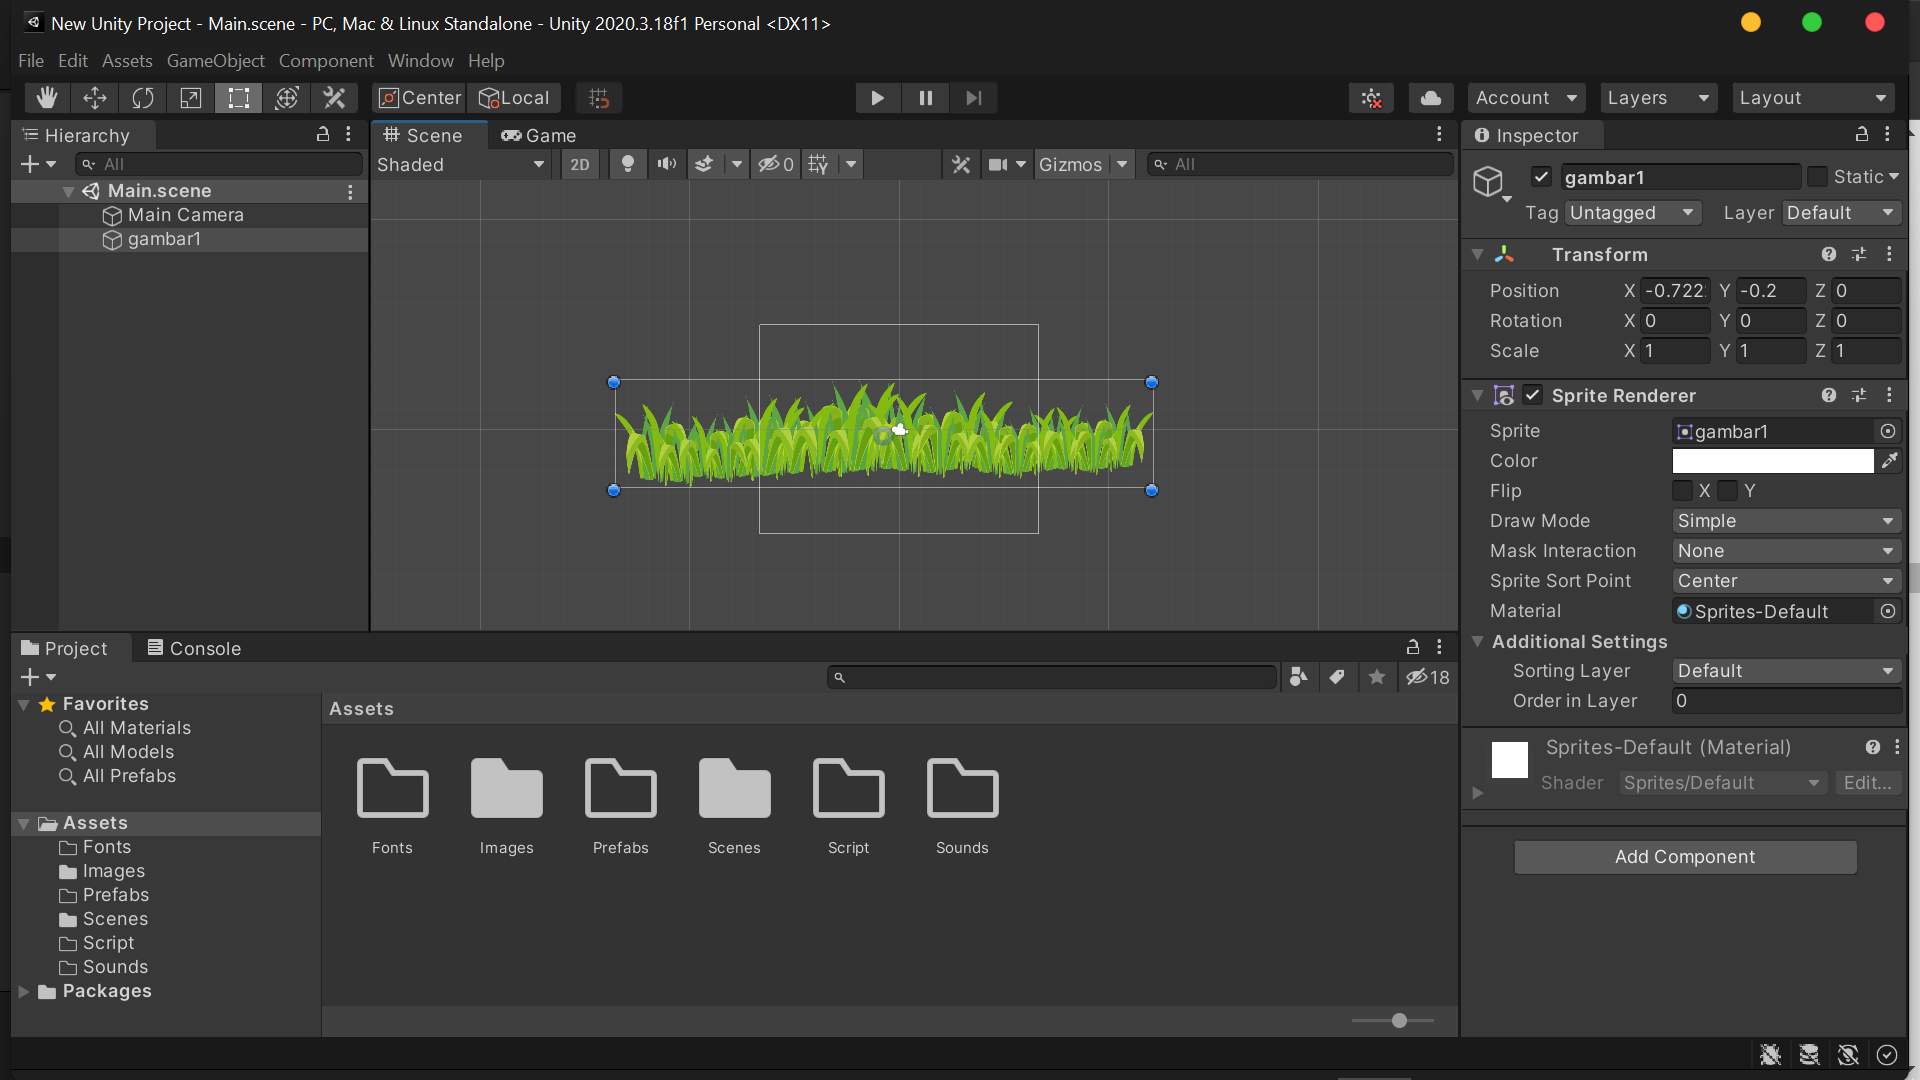 New Unity Project - Main.scene - PC, Mac & Linux Standalone - Unity 2020.3.18f1 Personal <DX11>
File Edit Assets GameObject Component Window Help
Center Local Account Layers Layout
Hierarchy
All
Main.scene
Main Camera
gambar1
Scene Game
Shaded 2D 0 Gizmos All
Inspector
gambar1 Static
Tag Untagged Layer Default
Transform
Position X -0.722 Y -0.2 Z 0
Rotation X 0 Y 0 Z 0
Scale X 1 Y 1 Z 1
Sprite Renderer
Sprite gambar1
Color
Flip X Y
Draw Mode Simple
Mask Interaction None
Sprite Sort Point Center
Material Sprites-Default
Additional Settings
Sorting Layer Default
Order in Layer 0
Sprites-Default (Material)
Shader Sprites/Default Edit...
Add Component
Project Console
18
Favorites
All Materials
All Models
All Prefabs
Assets
Fonts
Images
Prefabs
Scenes
Script
Sounds
Packages
Assets
Fonts Images Prefabs Scenes Script Sounds